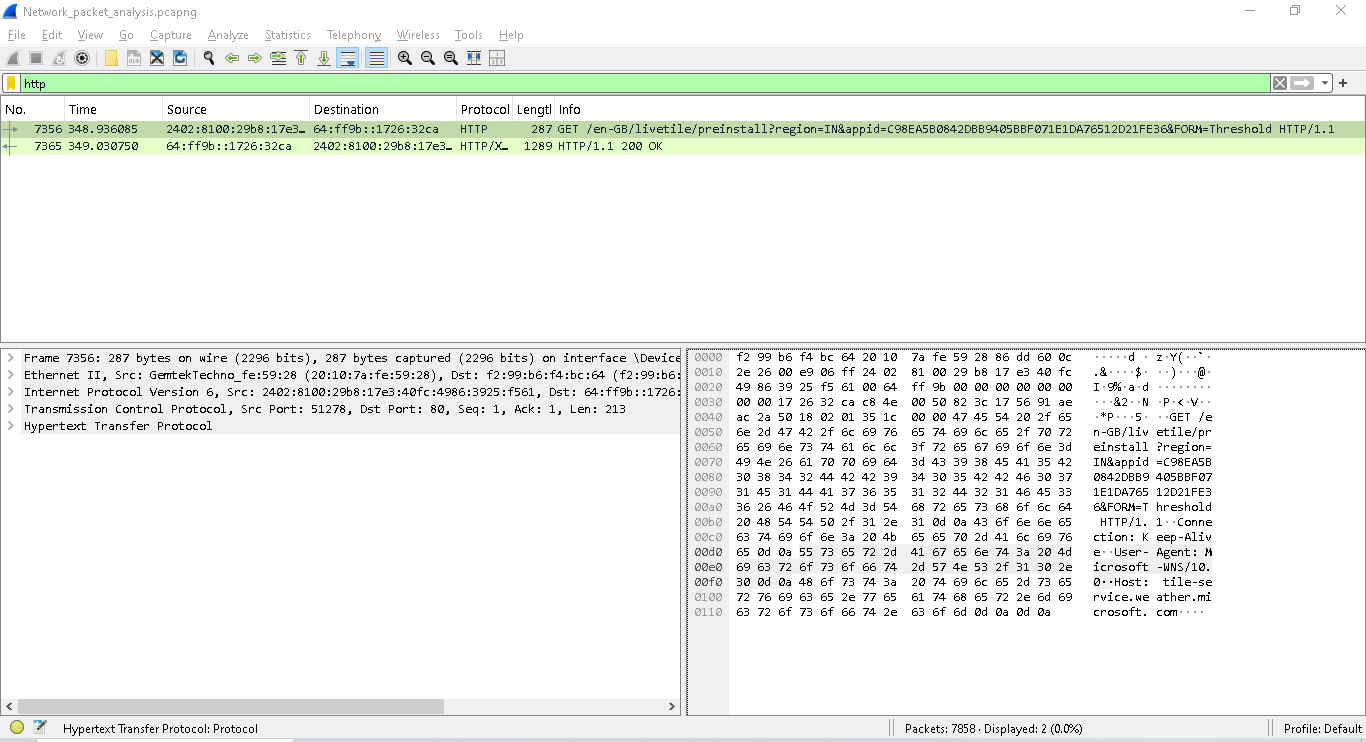 Network_packet_analysis.pcapng
File Edit View Go Capture Analyze Statistics Telephony Wireless Tools Help
http
No. Time Source Destination Protocol Lengtl Info
7356 348.936085 2402:8100:29b8:17e3… 64:ff9b::1726:32ca HTTP 287 GET /en-GB/livetile/preinstall?region=IN&appid=C98EA5B0842DBB9405BBF071E1DA76512D21FE36&FORM=Threshold HTTP/1.1
7365 349.030750 64:ff9b::1726:32ca 2402:8100:29b8:17e3… HTTP/X… 1289 HTTP/1.1 200 OK
Frame 7356: 287 bytes on wire (2296 bits), 287 bytes captured (2296 bits) on interface \Device
Ethernet II, Src: GemtekTechno_fe:59:28 (20:10:7a:fe:59:28), Dst: f2:99:b6:f4:bc:64 (f2:99:b6:
Internet Protocol Version 6, Src: 2402:8100:29b8:17e3:40fc:4986:3925:f561, Dst: 64:ff9b::1726:
Transmission Control Protocol, Src Port: 51278, Dst Port: 80, Seq: 1, Ack: 1, Len: 213
Hypertext Transfer Protocol
0000 f2 99 b6 f4 bc 64 20 10 7a fe 59 28 86 dd 60 0c ·····d · z·Y(··`·
0010 2e 26 00 e9 06 ff 24 02 81 00 29 b8 17 e3 40 fc .&····$· ··)···@·
0020 49 86 39 25 f5 61 00 64 ff 9b 00 00 00 00 00 00 I·9%·a·d ········
0030 00 00 17 26 32 ca c8 4e 00 50 82 3c 17 56 91 ae ···&2··N ·P·<·V··
0040 ac 2a 50 18 02 01 35 1c 00 00 47 45 54 20 2f 65 ·*P···5· ··GET /e
0050 6e 2d 47 42 2f 6c 69 76 65 74 69 6c 65 2f 70 72 n-GB/liv etile/pr
0060 65 69 6e 73 74 61 6c 6c 3f 72 65 67 69 6f 6e 3d einstall ?region=
0070 49 4e 26 61 70 70 69 64 3d 43 39 38 45 41 35 42 IN&appid =C98EA5B
0080 30 38 34 32 44 42 42 39 34 30 35 42 42 46 30 37 0842DBB9 405BBF07
0090 31 45 31 44 41 37 36 35 31 32 44 32 31 46 45 33 1E1DA765 12D21FE3
00a0 36 26 46 4f 52 4d 3d 54 68 72 65 73 68 6f 6c 64 6&FORM=T hreshold
00b0 20 48 54 54 50 2f 31 2e 31 0d 0a 43 6f 6e 6e 65 HTTP/1. 1··Conne
00c0 63 74 69 6f 6e 3a 20 4b 65 65 70 2d 41 6c 69 76 ction: K eep-Aliv
00d0 65 0d 0a 55 73 65 72 2d 41 67 65 6e 74 3a 20 4d e··User- Agent: M
00e0 69 63 72 6f 73 6f 66 74 2d 57 4e 53 2f 31 30 2e icrosoft -WNS/10.
00f0 30 0d 0a 48 6f 73 74 3a 20 74 69 6c 65 2d 73 65 0··Host: tile-se
0100 72 76 69 63 65 2e 77 65 61 74 68 65 72 2e 6d 69 rvice.we ather.mi
0110 63 72 6f 73 6f 66 74 2e 63 6f 6d 0d 0a 0d 0a crosoft. com····
Hypertext Transfer Protocol: Protocol Packets: 7858 · Displayed: 2 (0.0%) Profile: Default